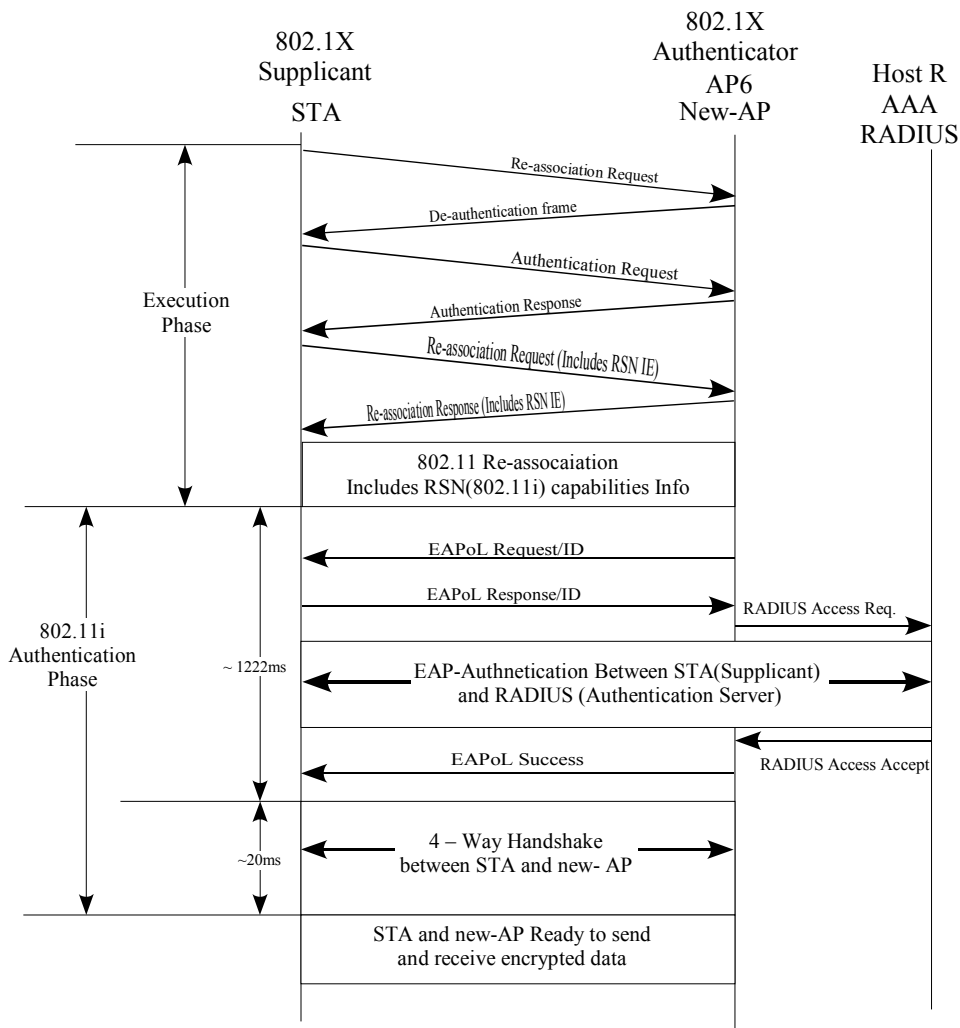 802.1X
Supplicant
STA
802.1X
Authenticator
AP6
New-AP
Host R
AAA
RADIUS
Re-association Request
De-authentication frame
Authentication Request
Authentication Response
Re-association Request (Includes RSN IE)
Re-association Response (Includes RSN IE)
Execution
Phase
802.11 Re-assocaiation
Includes RSN(802.11i) capabilities Info
EAPoL Request/ID
EAPoL Response/ID
RADIUS Access Req.
802.11i
Authentication
Phase
~ 1222ms
EAP-Authnetication Between STA(Supplicant)
and RADIUS (Authentication Server)
EAPoL Success
RADIUS Access Accept
~20ms
4 – Way Handshake
between STA and new- AP
STA and new-AP Ready to send
and receive encrypted data